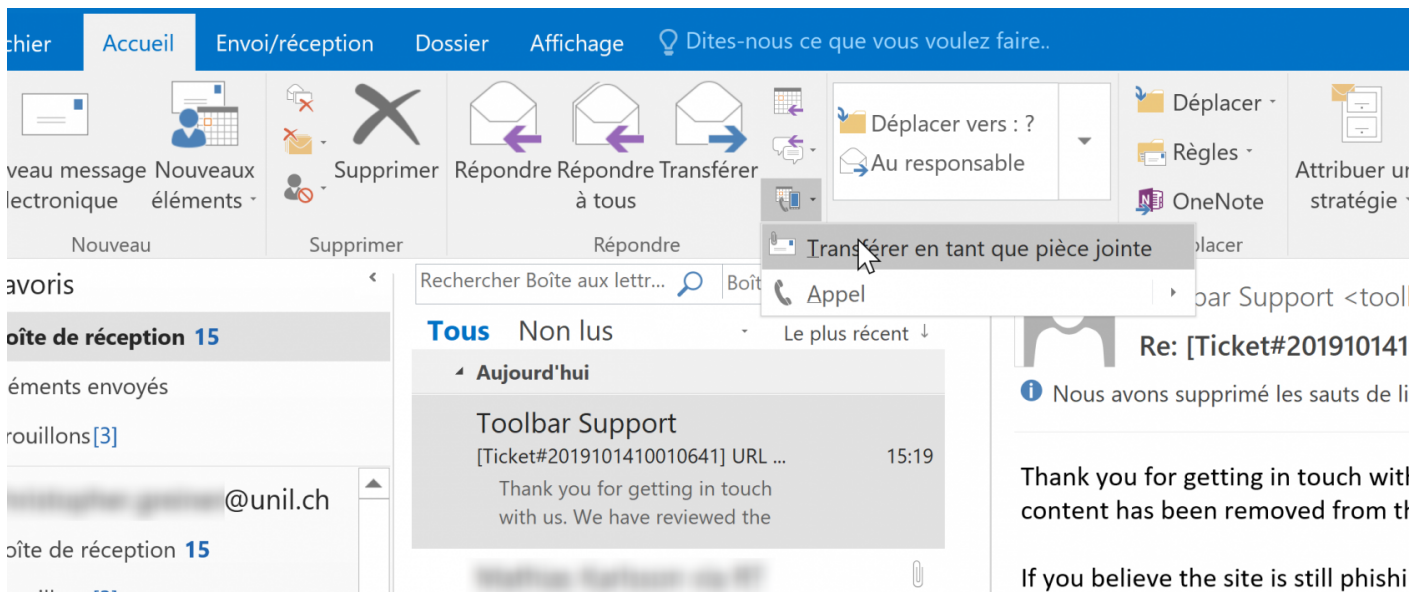 chier Accueil Envoi/réception Dossier Affichage Dites-nous ce que vous voulez faire..
veau message
lectronique
Nouveaux
éléments
Nouveau
Supprimer
Supprimer
Répondre
Répondre
à tous
Transférer
Répondre
Déplacer vers : ?
Au responsable
Déplacer
Règles
OneNote
placer
Attribuer un
stratégie
Transférer en tant que pièce jointe
Appel
avoris
oîte de réception 15
éments envoyés
rouillons[3]
@unil.ch
oîte de réception 15
Rechercher Boîte aux lettr... Boît
Tous Non lus Le plus récent ↓
Aujourd'hui
Toolbar Support
[Ticket#2019101410010641] URL ... 15:19
Thank you for getting in touch
with us. We have reviewed the
bar Support <tool
Re: [Ticket#201910141
Nous avons supprimé les sauts de li
Thank you for getting in touch with
content has been removed from th
If you believe the site is still phishi